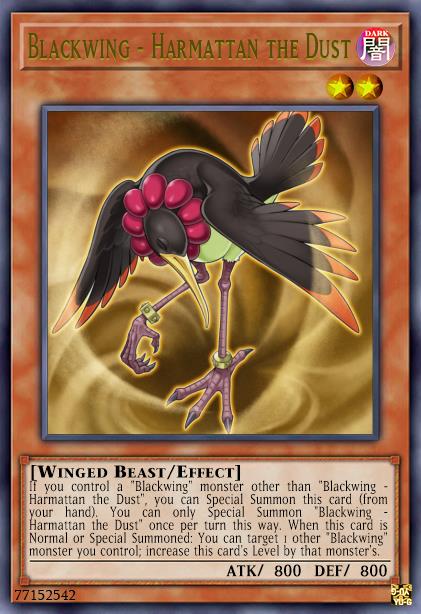 Blackwing - Harmattan the Dust
DARK
闇
[Winged Beast/Effect]
If you control a "Blackwing" monster other than "Blackwing -
Harmattan the Dust", you can Special Summon this card (from
your hand). You can only Special Summon "Blackwing -
Harmattan the Dust" once per turn this way. When this card is
Normal or Special Summoned: You can target 1 other "Blackwing"
monster you control; increase this card's Level by that monster's.
ATK/ 800 DEF/ 800
77152542